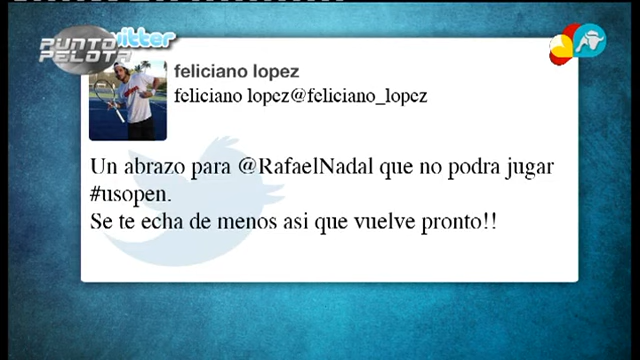 PUNTO
PELOTA
twitter
feliciano lopez
feliciano lopez@feliciano_lopez
Un abrazo para @RafaelNadal que no podra jugar
#usopen.
Se te echa de menos asi que vuelve pronto!!